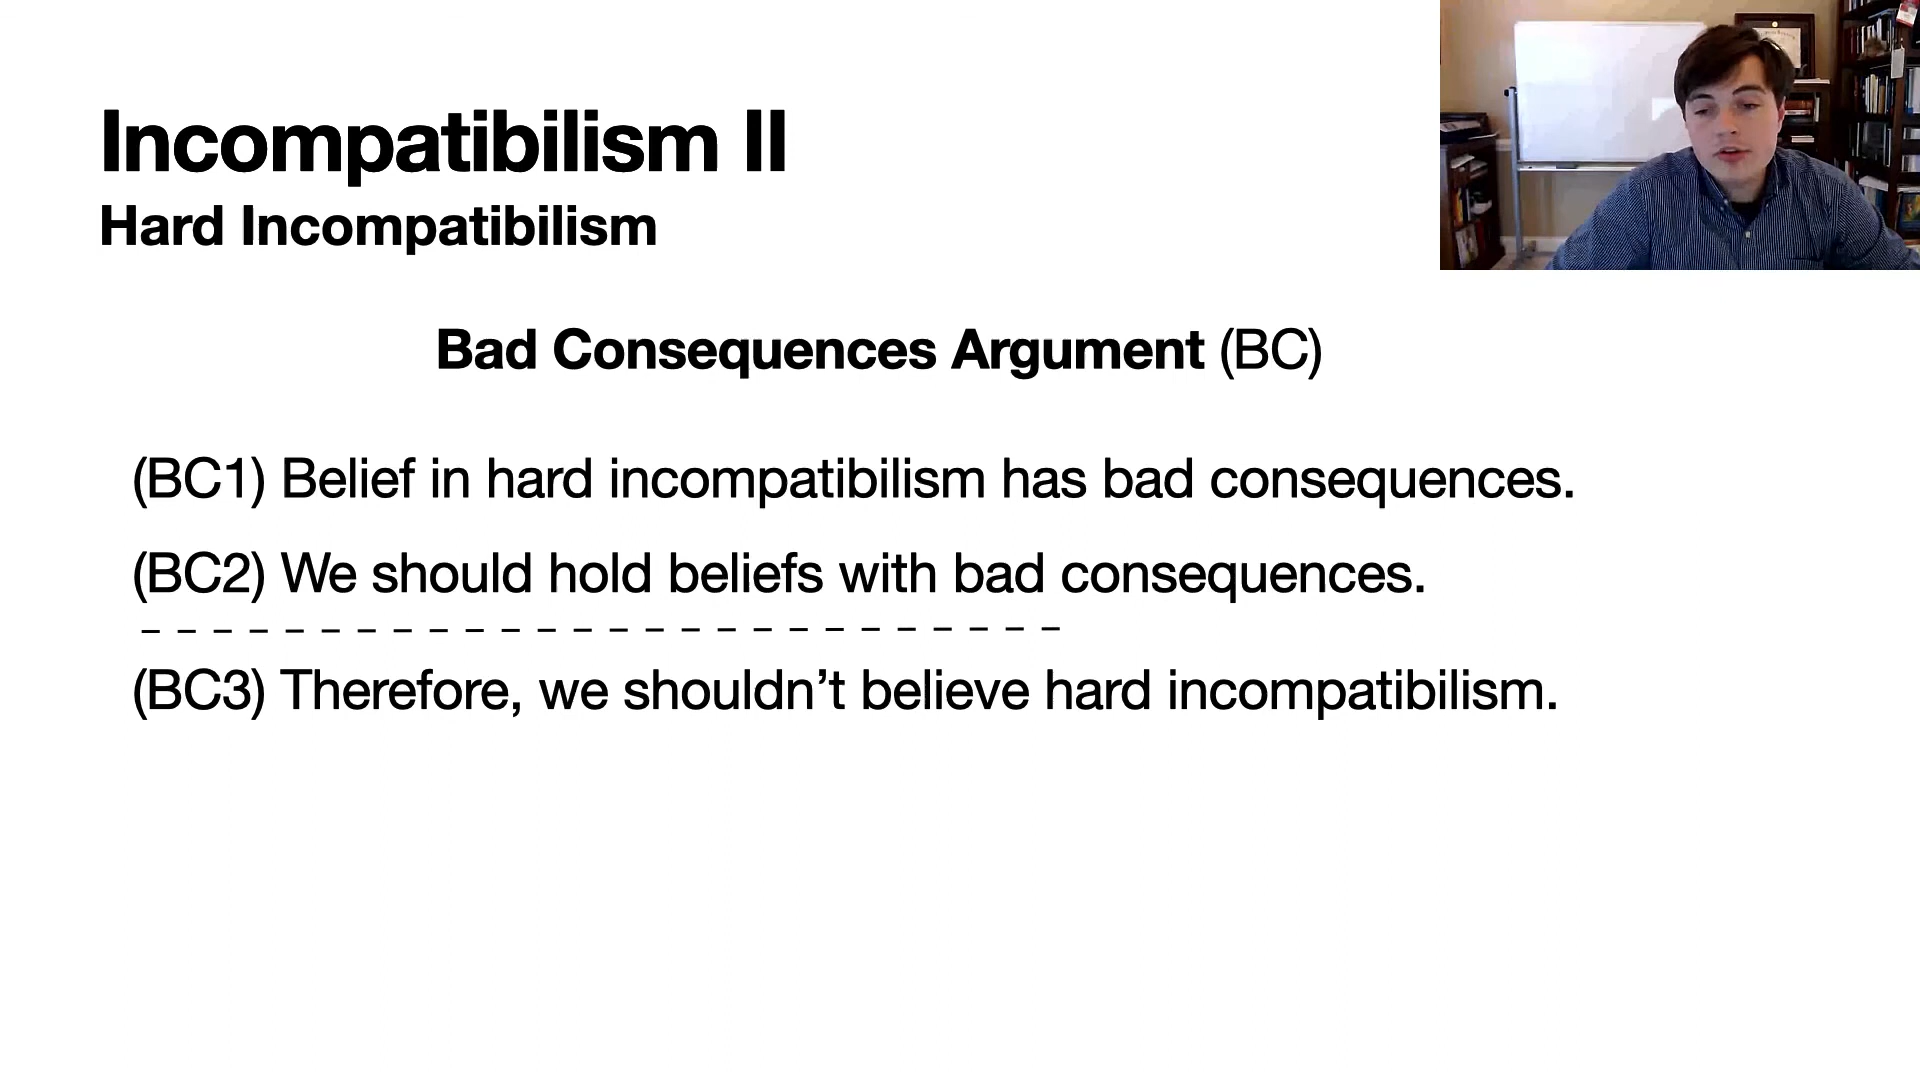 Incompatibilism II
Hard Incompatibilism
Bad Consequences Argument (BC)
(BC1) Belief in hard incompatibilism has bad consequences.
(BC2) We should hold beliefs with bad consequences.
(BC3) Therefore, we shouldn’t believe hard incompatibilism.